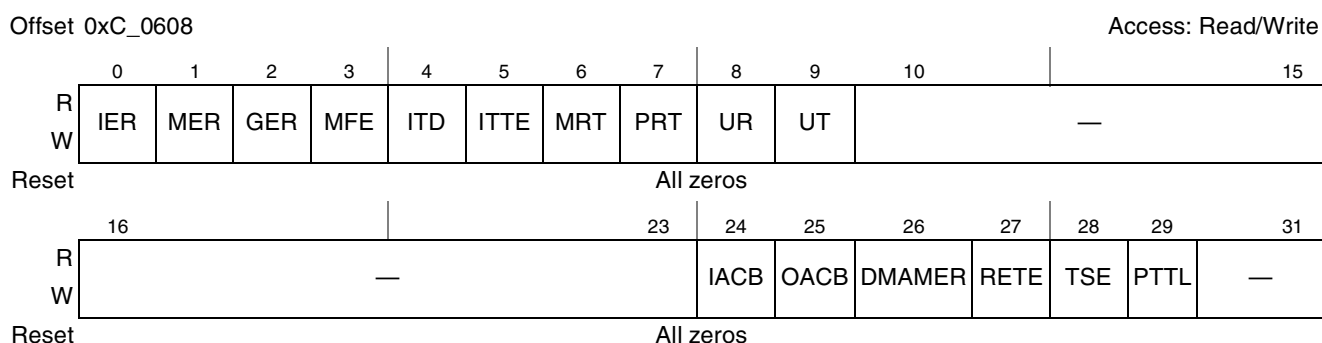 Offset 0xC_0608 Access: Read/Write
0 1 2 3 4 5 6 7 8 9 10 15
R
W
IER MER GER MFE ITD ITTE MRT PRT UR UT —
Reset All zeros
16 23 24 25 26 27 28 29 31
R
W
— IACB OACB DMAMER RETE TSE PTTL —
Reset All zeros